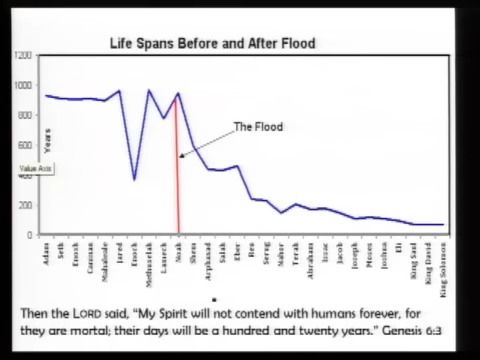 Life Spans Before and After Flood
1200
1000
800
600
400
200
0
Years
Value Axis
The Flood
Adam
Seth
Enosh
Cainan
Mahalale
Jared
Enoch
Methuselah
Lamech
Noah
Shem
Arphaxad
Salah
Eber
Reu
Serug
Nahor
Terah
Abraham
Isaac
Jacob
Joseph
Moses
Joshua
Eli
King Saul
King David
King Solomon
Then the LORD said, “My Spirit will not contend with humans forever, for
they are mortal; their days will be a hundred and twenty years.” Genesis 6:3